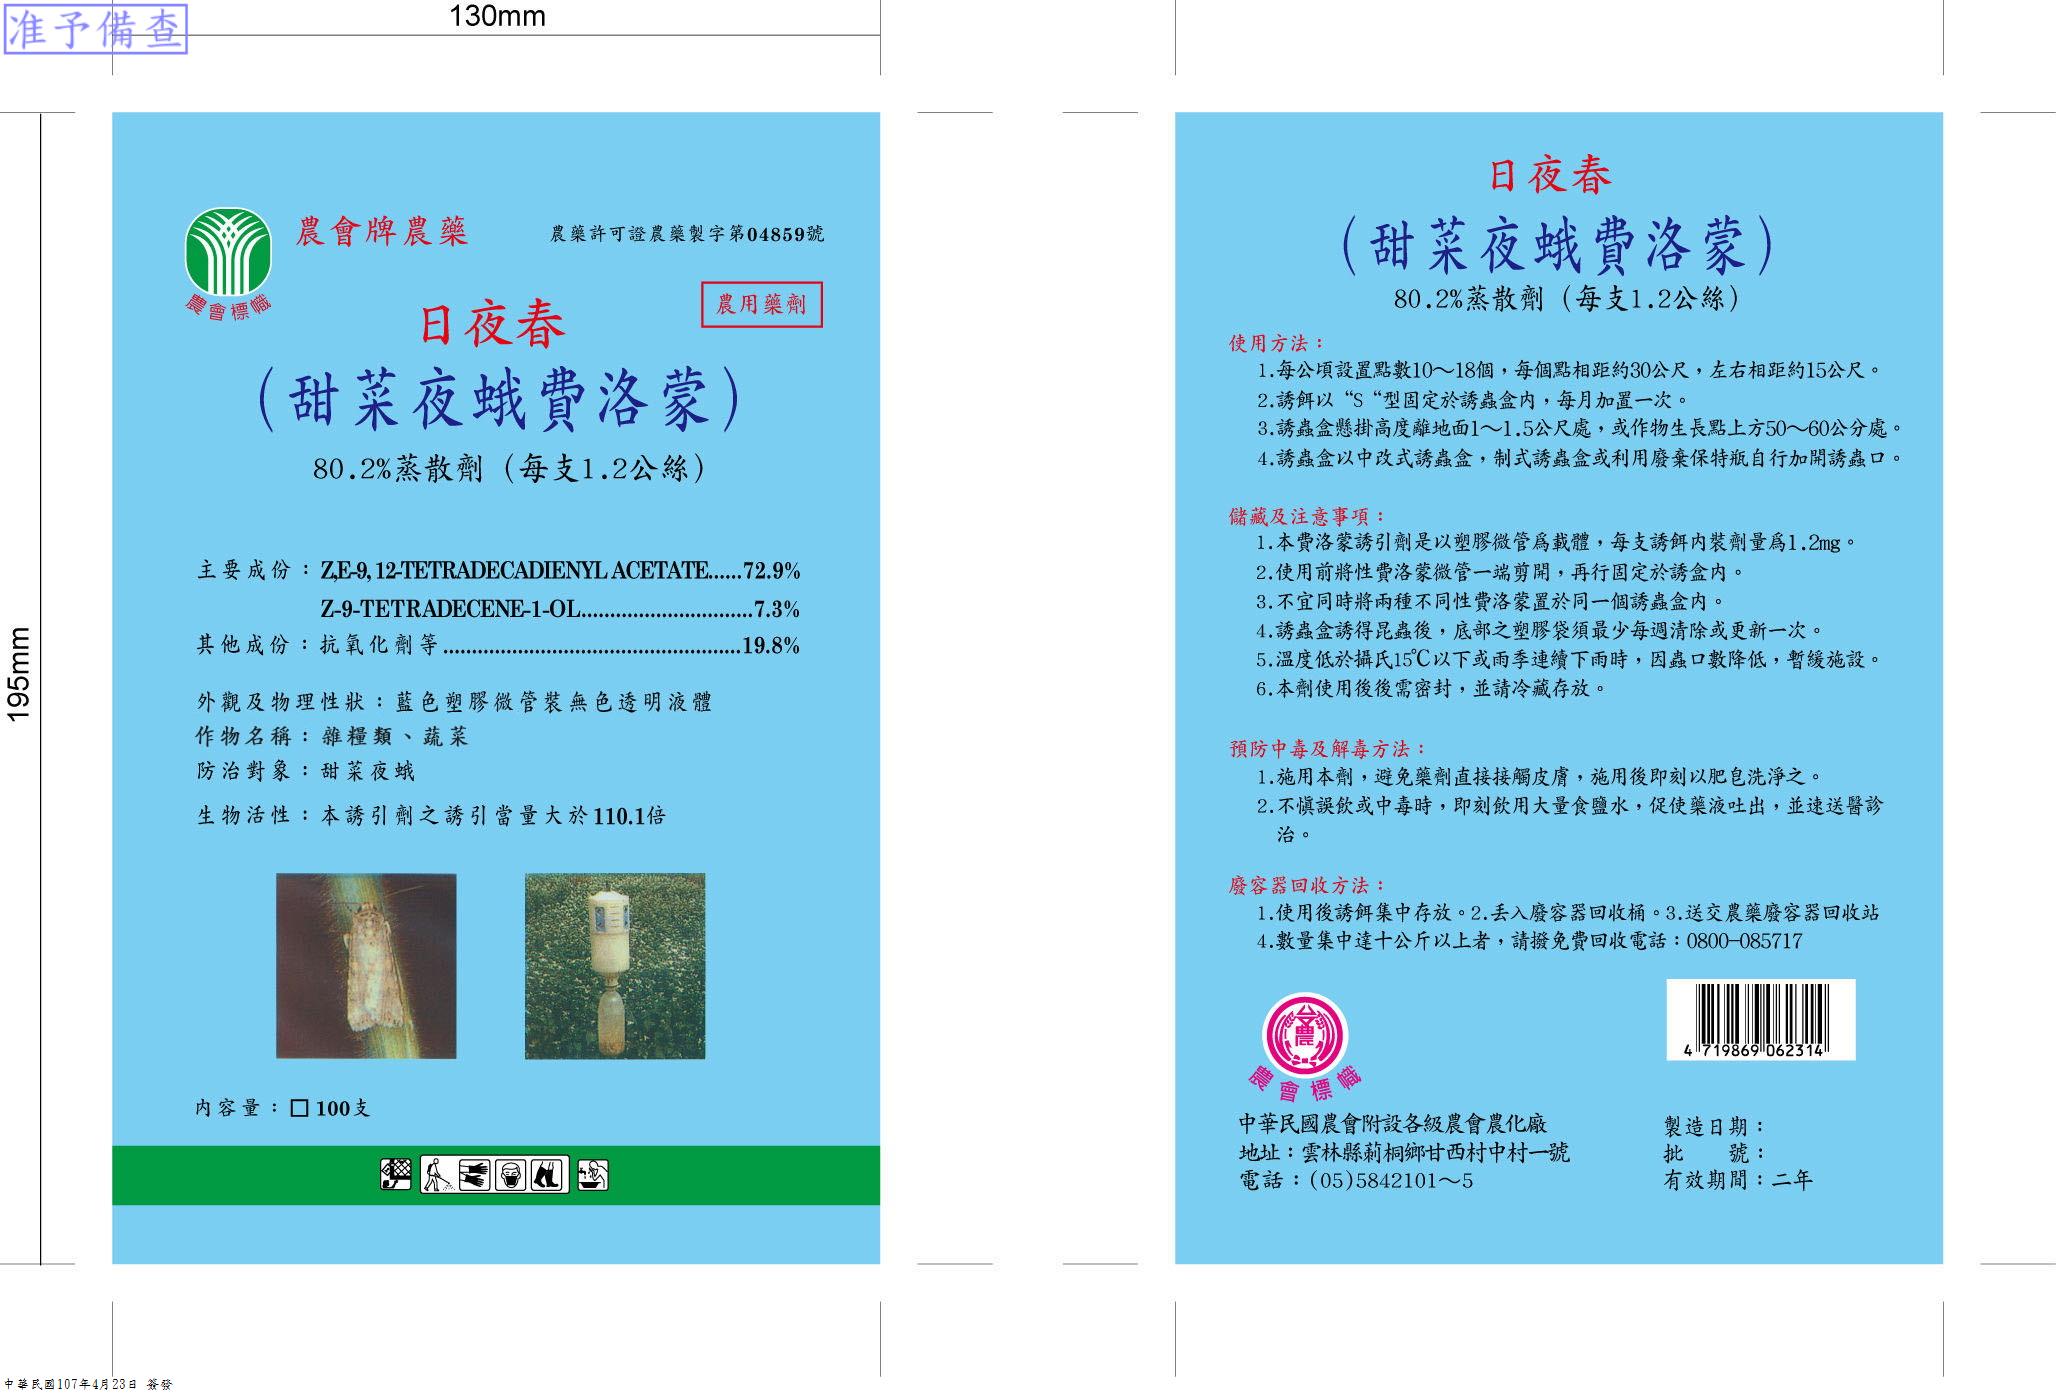 准予備查
130mm
195mm
農會牌農藥
農藥許可證農藥製字第04859號
農會標幟
農用藥劑
日夜春
(甜菜夜蛾費洛蒙)
80.2%蒸散劑(每支1.2公絲)
主要成份：Z,E-9, 12-TETRADECADIENYL ACETATE......72.9%
Z-9-TETRADECENE-1-OL..............................7.3%
其他成份：抗氧化劑等....................................................19.8%
外觀及物理性狀：藍色塑膠微管裝無色透明液體
作物名稱：雜糧類、蔬菜
防治對象：甜菜夜蛾
生物活性：本誘引劑之誘引當量大於110.1倍
內容量：□ 100支
日夜春
(甜菜夜蛾費洛蒙)
80.2%蒸散劑(每支1.2公絲)
使用方法：
1.每公頃設置點數10～18個，每個點相距約30公尺，左右相距約15公尺。
2.誘餌以“S“型固定於誘蟲盒內，每月加置一次。
3.誘蟲盒懸掛高度離地面1～1.5公尺處，或作物生長點上方50～60公分處。
4.誘蟲盒以中改式誘蟲盒，制式誘蟲盒或利用廢棄保特瓶自行加開誘蟲口。
儲藏及注意事項：
1.本費洛蒙誘引劑是以塑膠微管為載體，每支誘餌內裝劑量為1.2mg。
2.使用前將性費洛蒙微管一端剪開，再行固定於誘盒內。
3.不宜同時將兩種不同性費洛蒙置於同一個誘蟲盒內。
4.誘蟲盒誘得昆蟲後，底部之塑膠袋須最少每週清除或更新一次。
5.溫度低於攝氏15℃以下或雨季連續下雨時，因蟲口數降低，暫緩施設。
6.本劑使用後後需密封，並請冷藏存放。
預防中毒及解毒方法：
1.施用本劑，避免藥劑直接接觸皮膚，施用後即刻以肥皂洗淨之。
2.不慎誤飲或中毒時，即刻飲用大量食鹽水，促使藥液吐出，並速送醫診
治。
廢容器回收方法：
1.使用後誘餌集中存放。2.丟入廢容器回收桶。3.送交農藥廢容器回收站
4.數量集中達十公斤以上者，請撥免費回收電話：0800-085717
4 719869 062314
農會標幟
中華民國農會附設各級農會農化廠
地址：雲林縣莿桐鄉甘西村中村一號
電話：(05)5842101～5
製造日期：
批　　號：
有效期間：二年
中華民國107年4月23日 簽發